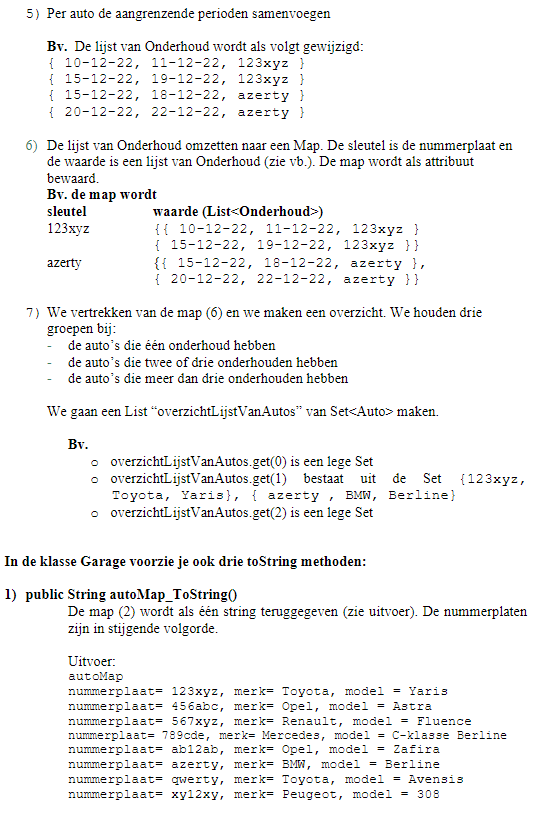 5) Per auto de aangrenzende perioden samenvoegen
Bv. De lijst van Onderhoud wordt als volgt gewijzigd:
{ 10-12-22, 11-12-22, 123xyz }
{ 15-12-22, 19-12-22, 123xyz }
{ 15-12-22, 18-12-22, azerty }
{ 20-12-22, 22-12-22, azerty }
6) De lijst van Onderhoud omzetten naar een Map. De sleutel is de nummerplaat en
de waarde is een lijst van Onderhoud (zie vb.). De map wordt als attribuut
bewaard.
Bv. de map wordt
sleutel waarde (List<Onderhoud>)
123xyz {{ 10-12-22, 11-12-22, 123xyz }
{ 15-12-22, 19-12-22, 123xyz }}
azerty {{ 15-12-22, 18-12-22, azerty },
{ 20-12-22, 22-12-22, azerty }}
7) We vertrekken van de map (6) en we maken een overzicht. We houden drie
groepen bij:
- de auto's die één onderhoud hebben
- de auto's die twee of drie onderhouden hebben
- de auto's die meer dan drie onderhouden hebben
We gaan een List "overzichtLijstVanAutos" van Set<Auto> maken.
Bv.
o overzichtLijstVanAutos.get(0) is een lege Set
o overzichtLijstVanAutos.get(1) bestaat uit de Set {123xyz,
Toyota, Yaris}, { azerty , BMW, Berline}
o overzichtLijstVanAutos.get(2) is een lege Set
In de klasse Garage voorzie je ook drie toString methoden:
1) public String autoMap_ToString()
De map (2) wordt als één string teruggegeven (zie uitvoer). De nummerplaten
zijn in stijgende volgorde.
Uitvoer:
autoMap
nummerplaat= 123xyz, merk= Toyota, model = Yaris
nummerplaat= 456abc, merk= Opel, model = Astra
nummerplaat= 567xyz, merk= Renault, model = Fluence
nummerplaat= 789cde, merk= Mercedes, model = C-klasse Berline
nummerplaat= ab12ab, merk= Opel, model = Zafira
nummerplaat= azerty, merk= BMW, model = Berline
nummerplaat= qwerty, merk= Toyota, model = Avensis
nummerplaat= xy12xy, merk= Peugeot, model = 308